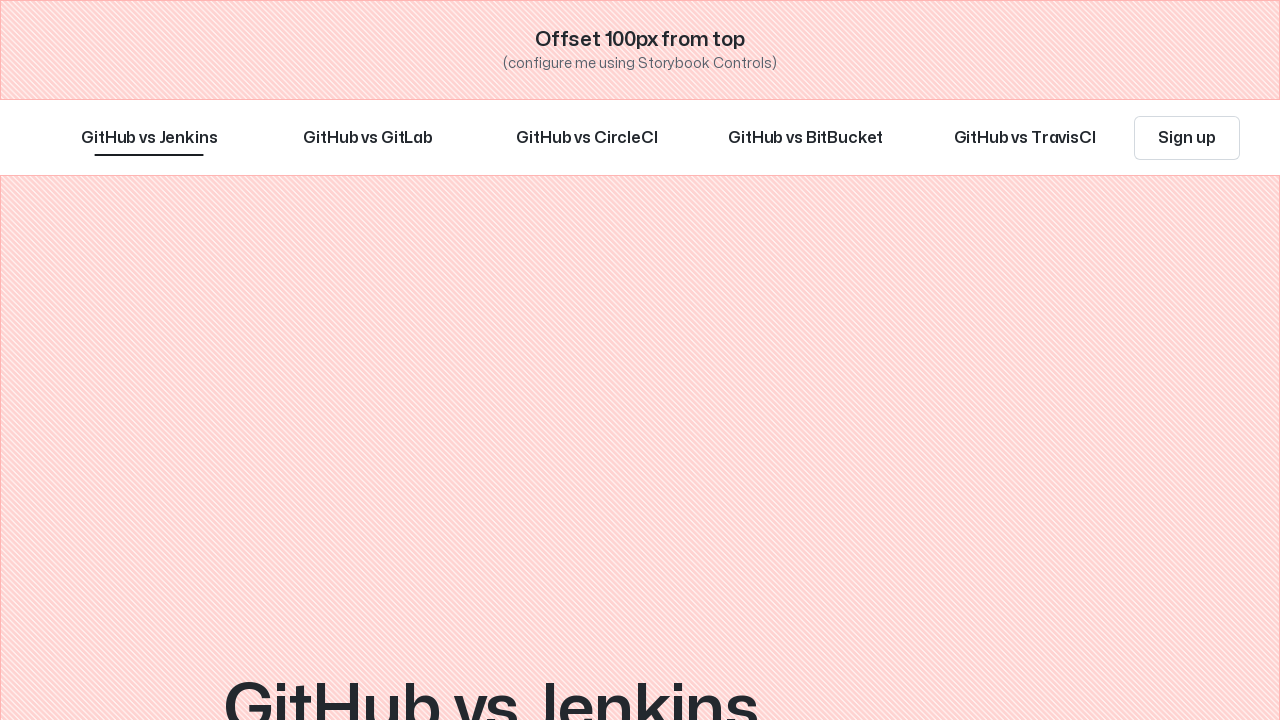 Offset 100px from top
(configure me using Storybook Controls)
GitHub vs Jenkins GitHub vs GitLab GitHub vs CircleCI GitHub vs BitBucket GitHub vs TravisCI Sign up
GitHub vs Jenkins